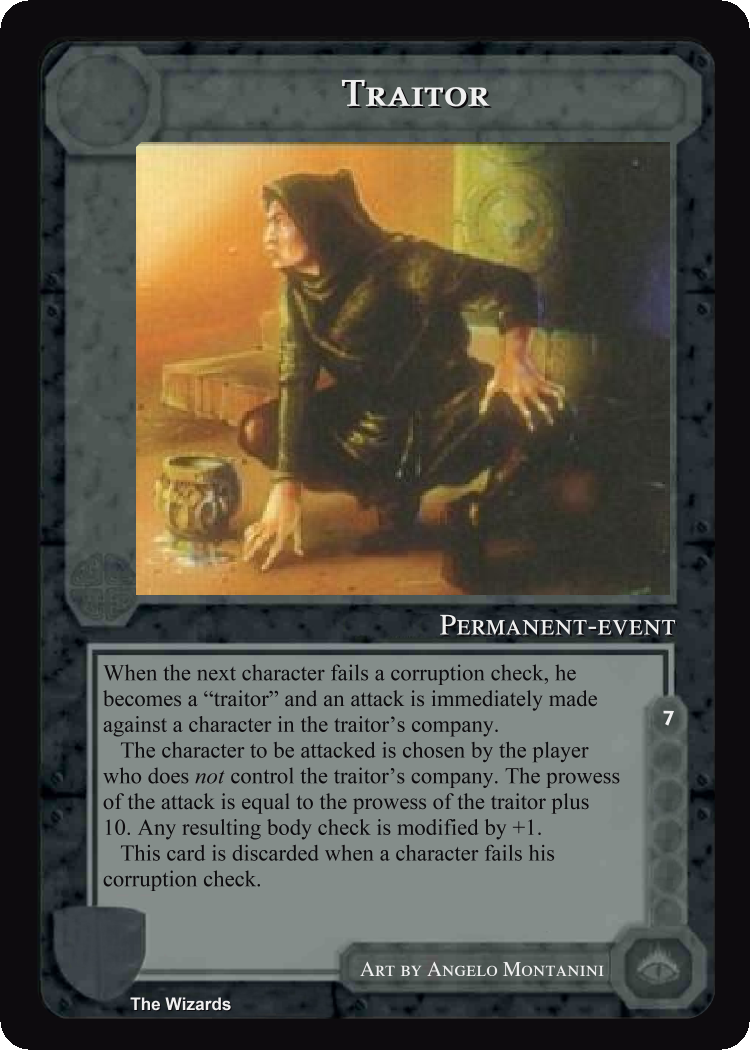 Traitor
Permanent-event
When the next character fails a corruption check, he
becomes a “traitor” and an attack is immediately made
against a character in the traitor’s company.
The character to be attacked is chosen by the player
who does not control the traitor’s company. The prowess
of the attack is equal to the prowess of the traitor plus
10. Any resulting body check is modified by +1.
This card is discarded when a character fails his
corruption check.
7
Art by Angelo Montanini
The Wizards